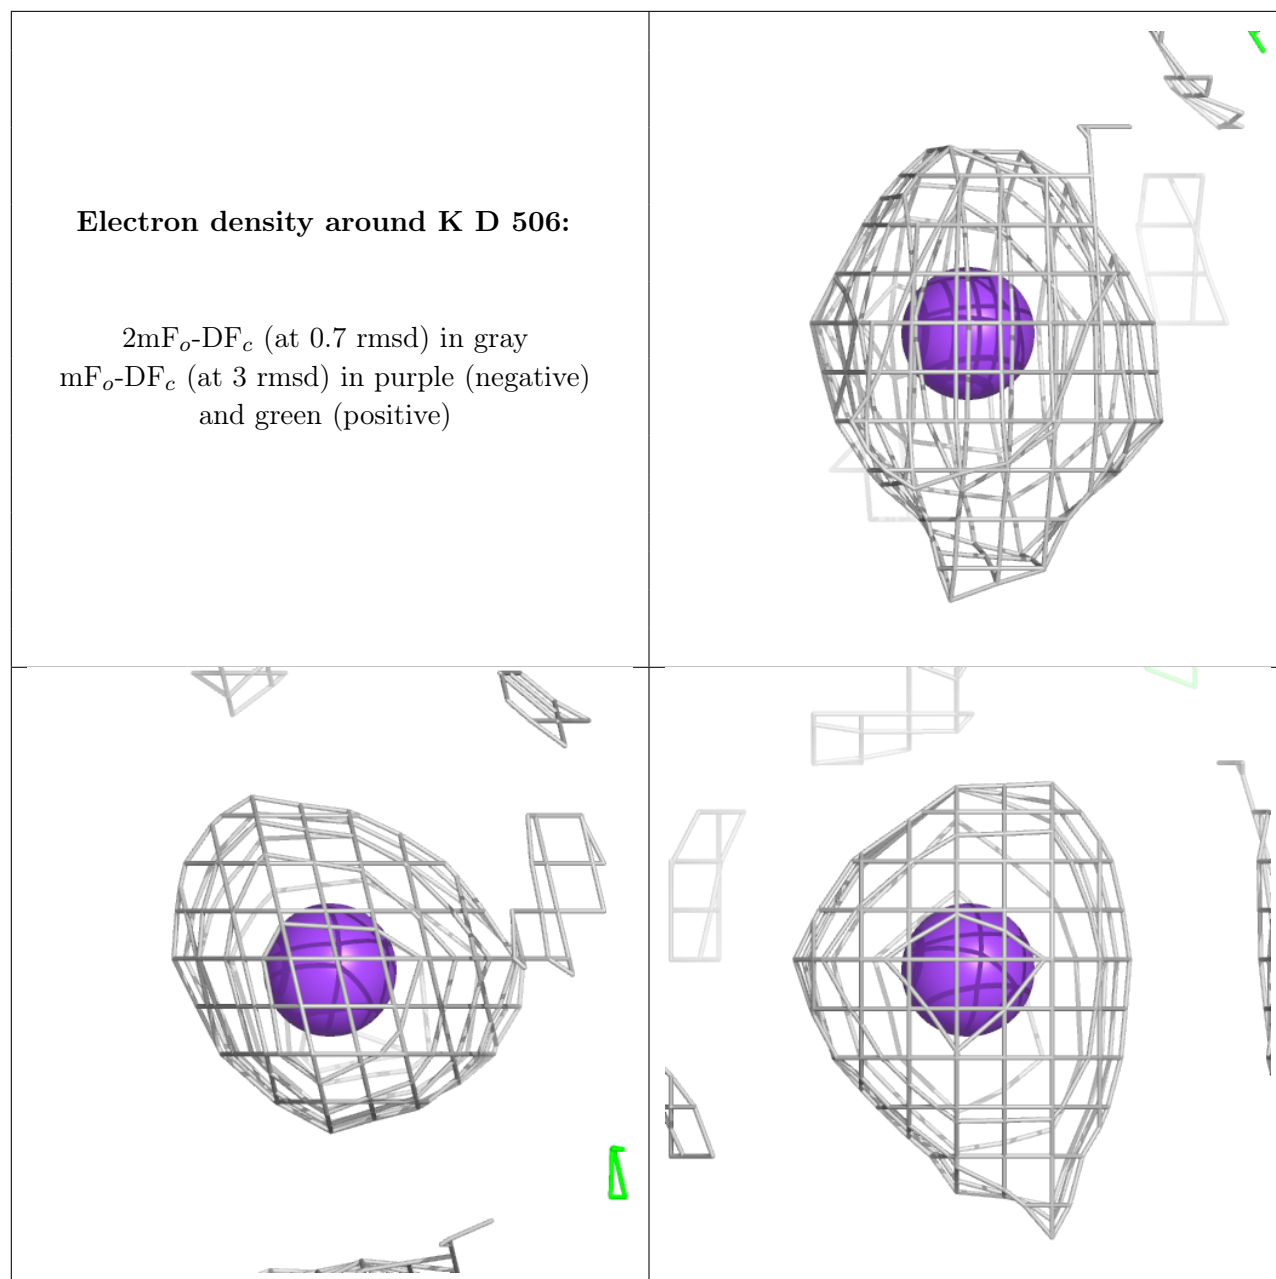 Electron density around K D 506:
2mFo-DFc (at 0.7 rmsd) in gray
mFo-DFc (at 3 rmsd) in purple (negative)
and green (positive)